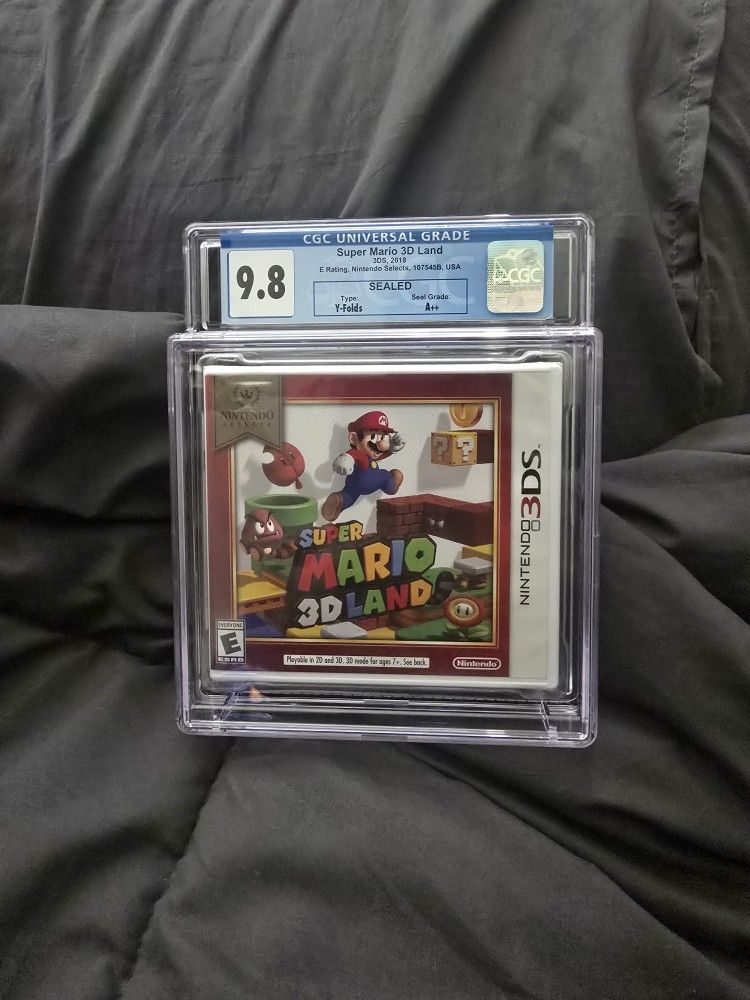 CGC UNIVERSAL GRADE
9.8
Super Mario 3D Land
3DS, 2018
E Rating, Nintendo Selects, 107545B, USA
SEALED
Type:
Y-Folds
Seal Grade:
A++
CGC
NINTENDO
SELECTS
? ?
M
SUPER
MARIO
3D LAND
NINTENDO 3DS™
EVERYONE
E
ESRB
Playable in 2D and 3D. 3D mode for ages 7+. See back.
Nintendo